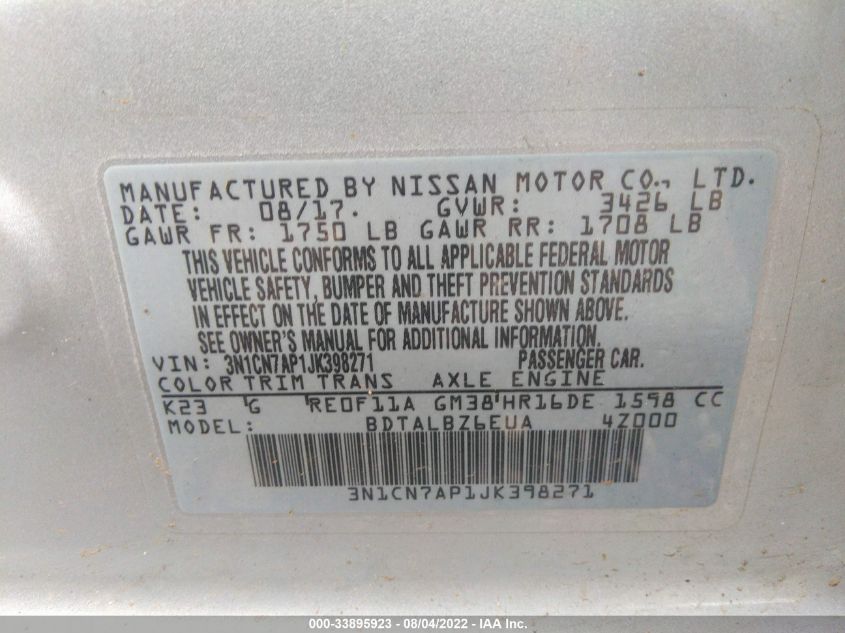 MANUFACTURED BY NISSAN MOTOR CO., LTD.
DATE: 08/17. GVWR: 3426 LB
GAWR FR: 1750 LB GAWR RR: 1708 LB
THIS VEHICLE CONFORMS TO ALL APPLICABLE FEDERAL MOTOR
VEHICLE SAFETY, BUMPER AND THEFT PREVENTION STANDARDS
IN EFFECT ON THE DATE OF MANUFACTURE SHOWN ABOVE.
SEE OWNER'S MANUAL FOR ADDITIONAL INFORMATION.
VIN: 3N1CN7AP1JK398271 PASSENGER CAR.
COLOR TRIM TRANS AXLE ENGINE
K23 G RE0F11A GM38 HR16DE 1598 CC
MODEL: BDTALBZ6EUA 4Z000
3N1CN7AP1JK398271
000-33895923 - 08/04/2022 - IAA Inc.